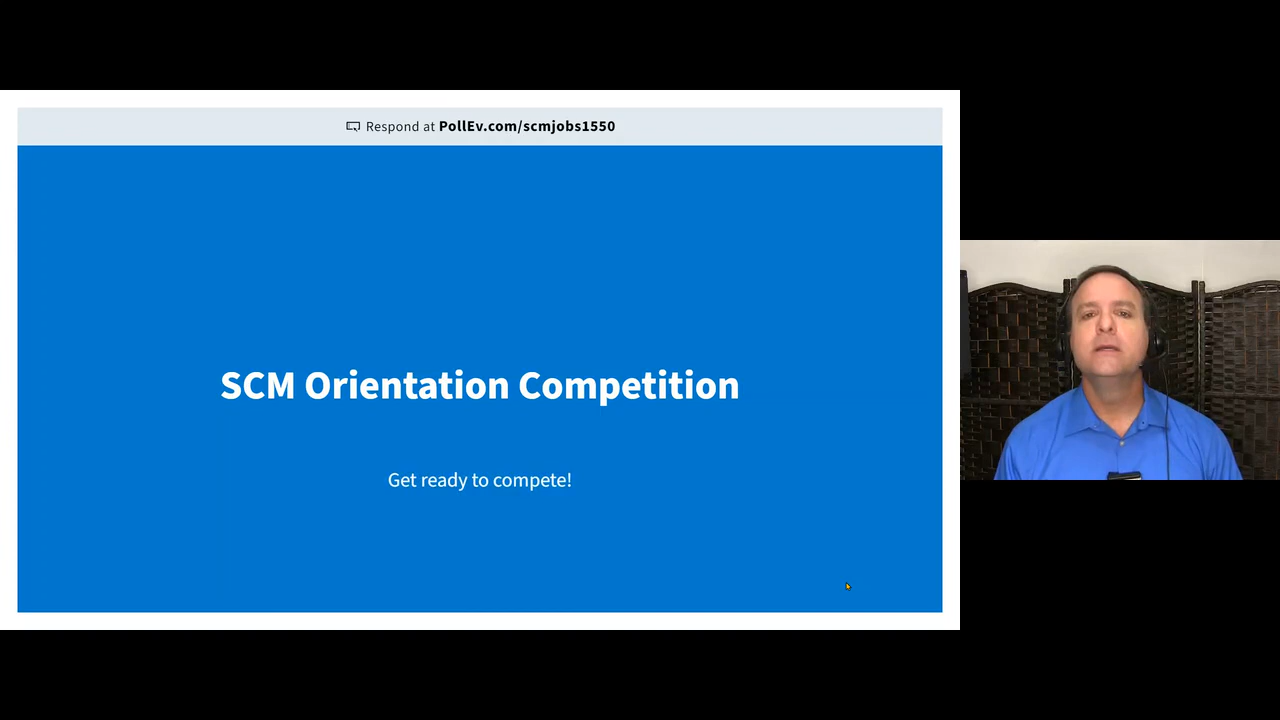 Respond at PollEv.com/scmjobs1550
SCM Orientation Competition
Get ready to compete!